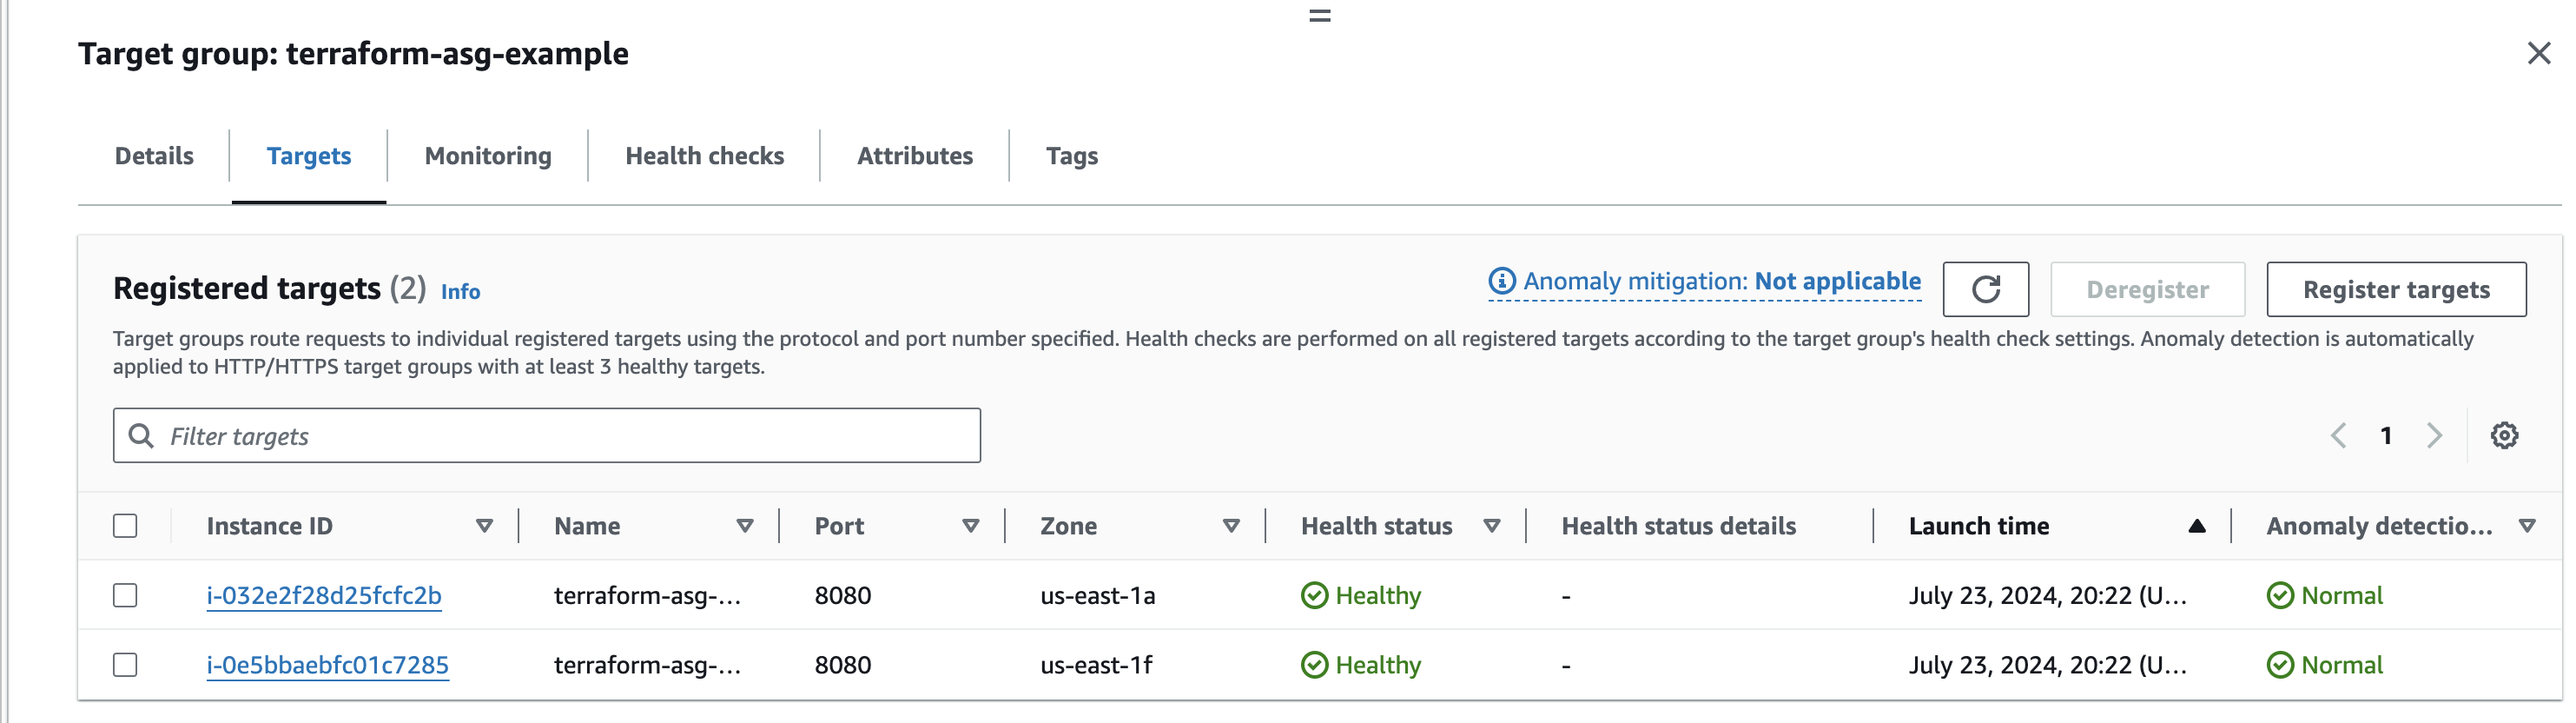 Target group: terraform-asg-example
Details Targets Monitoring Health checks Attributes Tags
Registered targets (2) Info
Anomaly mitigation: Not applicable Deregister Register targets
Target groups route requests to individual registered targets using the protocol and port number specified. Health checks are performed on all registered targets according to the target group's health check settings. Anomaly detection is automatically
applied to HTTP/HTTPS target groups with at least 3 healthy targets.
Filter targets
1
Instance ID Name Port Zone Health status Health status details Launch time Anomaly detectio...
i-032e2f28d25fcfc2b terraform-asg-... 8080 us-east-1a Healthy - July 23, 2024, 20:22 (U... Normal
i-0e5bbaebfc01c7285 terraform-asg-... 8080 us-east-1f Healthy - July 23, 2024, 20:22 (U... Normal